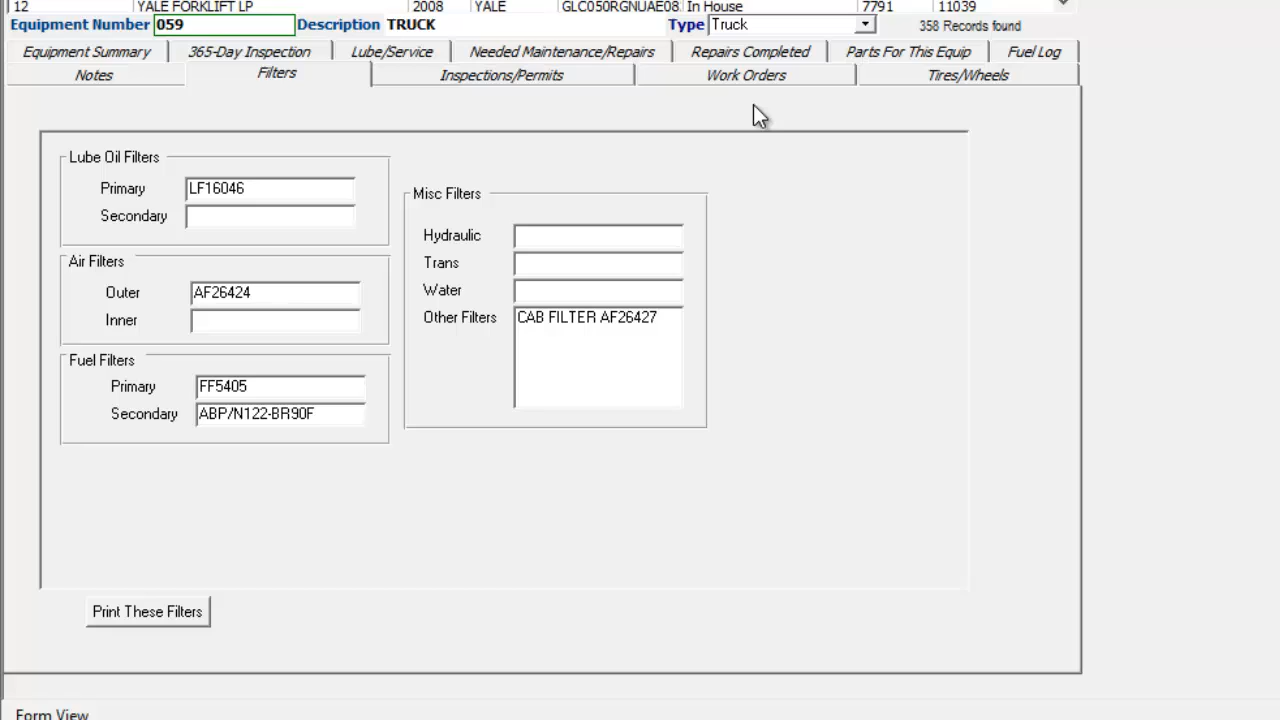 12 YALE FORKLIFT LP 2008 YALE GLC050RGNUAE08 In House 7791 11039
Equipment Number 059 Description TRUCK Type Truck 358 Records found
Equipment Summary 365-Day Inspection Lube/Service Needed Maintenance/Repairs Repairs Completed Parts For This Equip Fuel Log
Notes Filters Inspections/Permits Work Orders Tires/Wheels
Lube Oil Filters
Primary LF16046
Secondary
Air Filters
Outer AF26424
Inner
Fuel Filters
Primary FF5405
Secondary ABP/N122-BR90F
Misc Filters
Hydraulic
Trans
Water
Other Filters CAB FILTER AF26427
Print These Filters
Form View